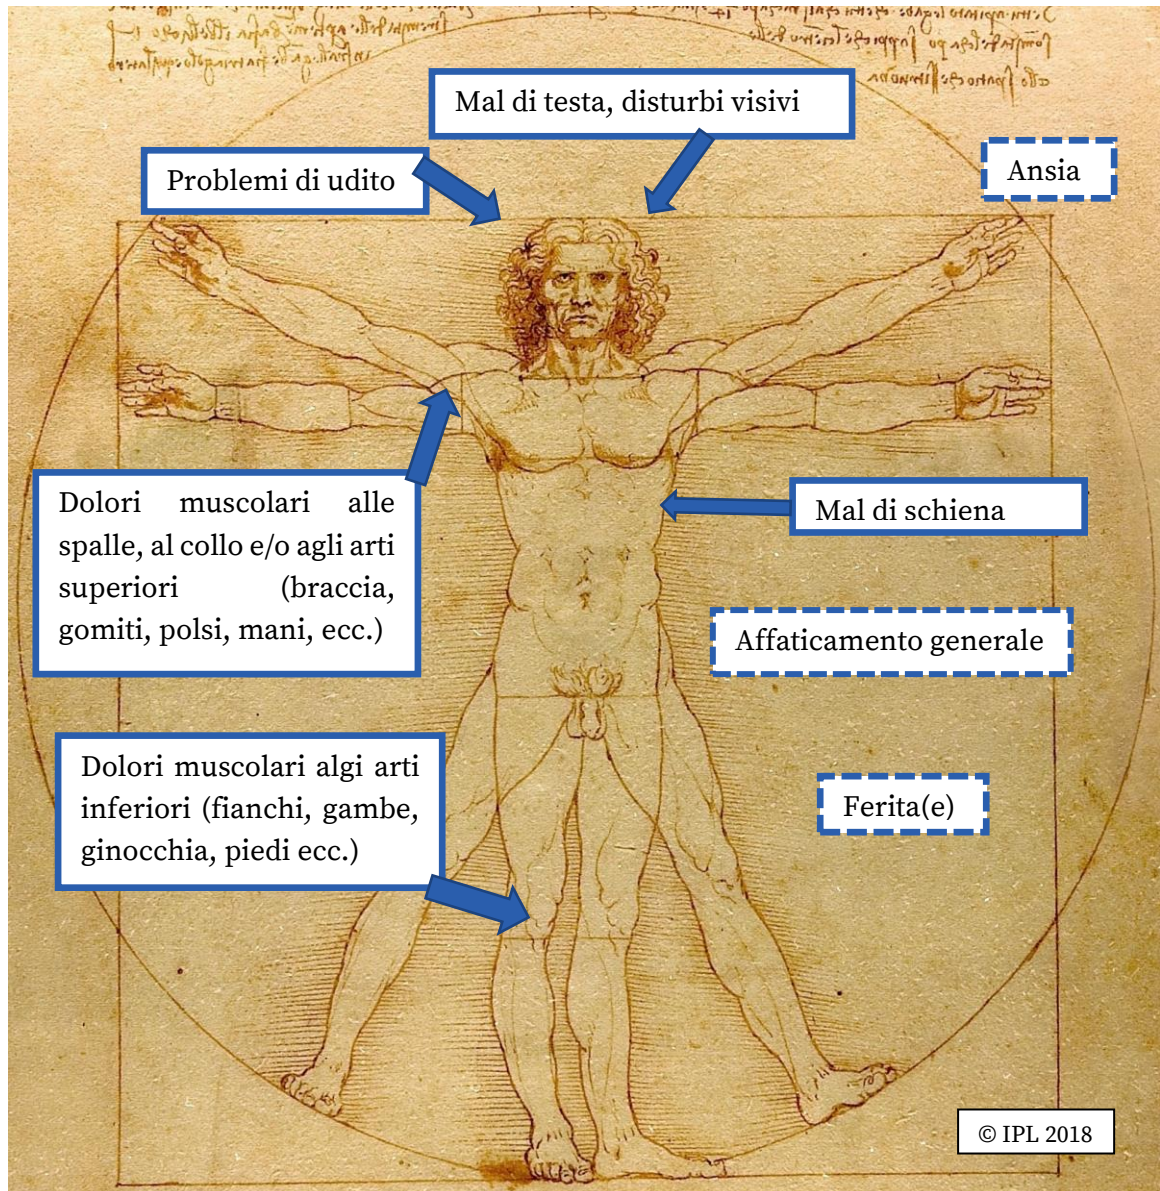 Mal di testa, disturbi visivi
Problemi di udito
Ansia
Dolori muscolari alle
spalle, al collo e/o agli arti
superiori (braccia,
gomiti, polsi, mani, ecc.)
Mal di schiena
Affaticamento generale
Dolori muscolari algi arti
inferiori (fianchi, gambe,
ginocchia, piedi ecc.)
Ferita(e)
© IPL 2018